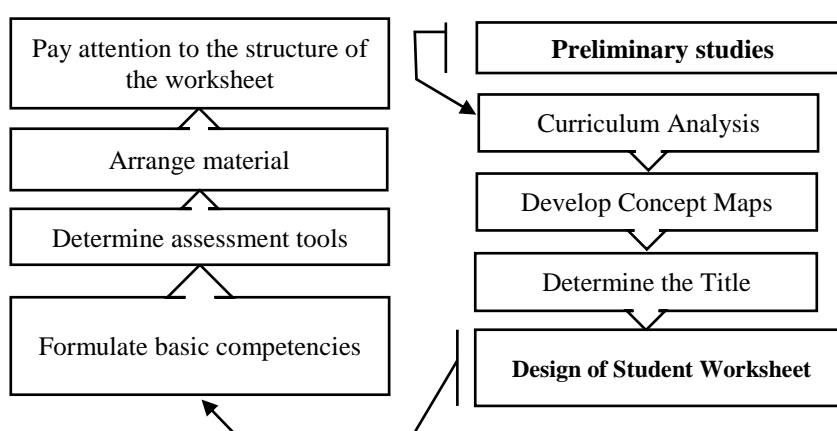 Pay attention to the structure of
the worksheet
Arrange material
Determine assessment tools
Formulate basic competencies
Preliminary studies
Curriculum Analysis
Develop Concept Maps
Determine the Title
Design of Student Worksheet